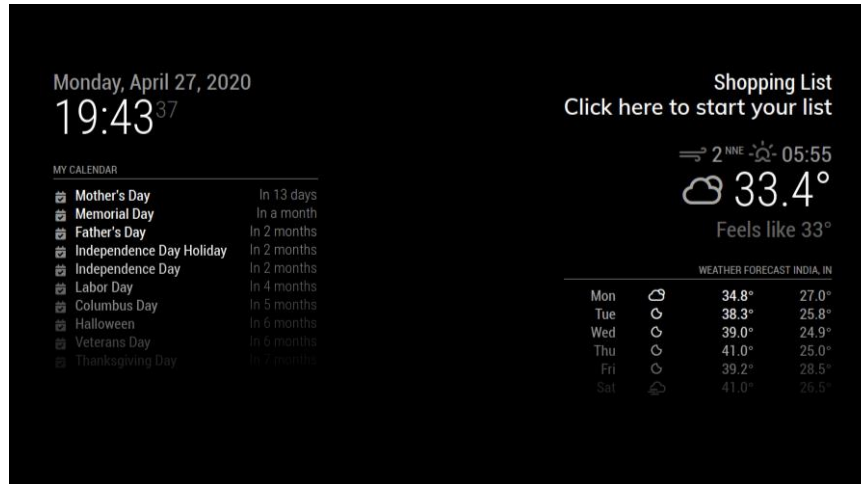 Monday, April 27, 2020
19:43 37
MY CALENDAR
Mother's Day In 13 days
Memorial Day In a month
Father's Day In 2 months
Independence Day Holiday In 2 months
Independence Day In 2 months
Labor Day In 4 months
Columbus Day In 5 months
Halloween In 6 months
Veterans Day In 6 months
Thanksgiving Day In 7 months
Shopping List
Click here to start your list
2 NNE 05:55
33.4°
Feels like 33°
WEATHER FORECAST INDIA, IN
Mon 34.8° 27.0°
Tue 38.3° 25.8°
Wed 39.0° 24.9°
Thu 41.0° 25.0°
Fri 39.2° 28.5°
Sat 41.0° 26.5°